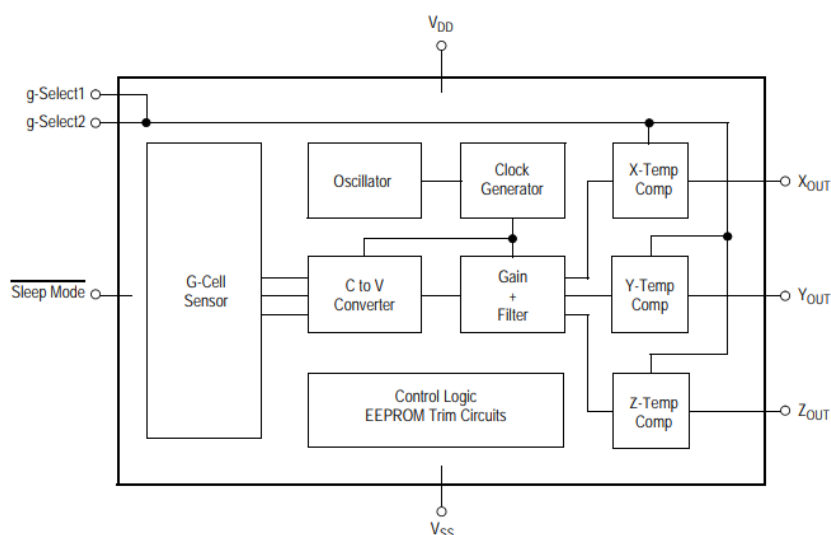 VDD
g-Select1
g-Select2
Oscillator
Clock
Generator
X-Temp
Comp
XOUT
Sleep Mode
G-Cell
Sensor
C to V
Converter
Gain
+
Filter
Y-Temp
Comp
YOUT
Control Logic
EEPROM Trim Circuits
Z-Temp
Comp
ZOUT
VSS